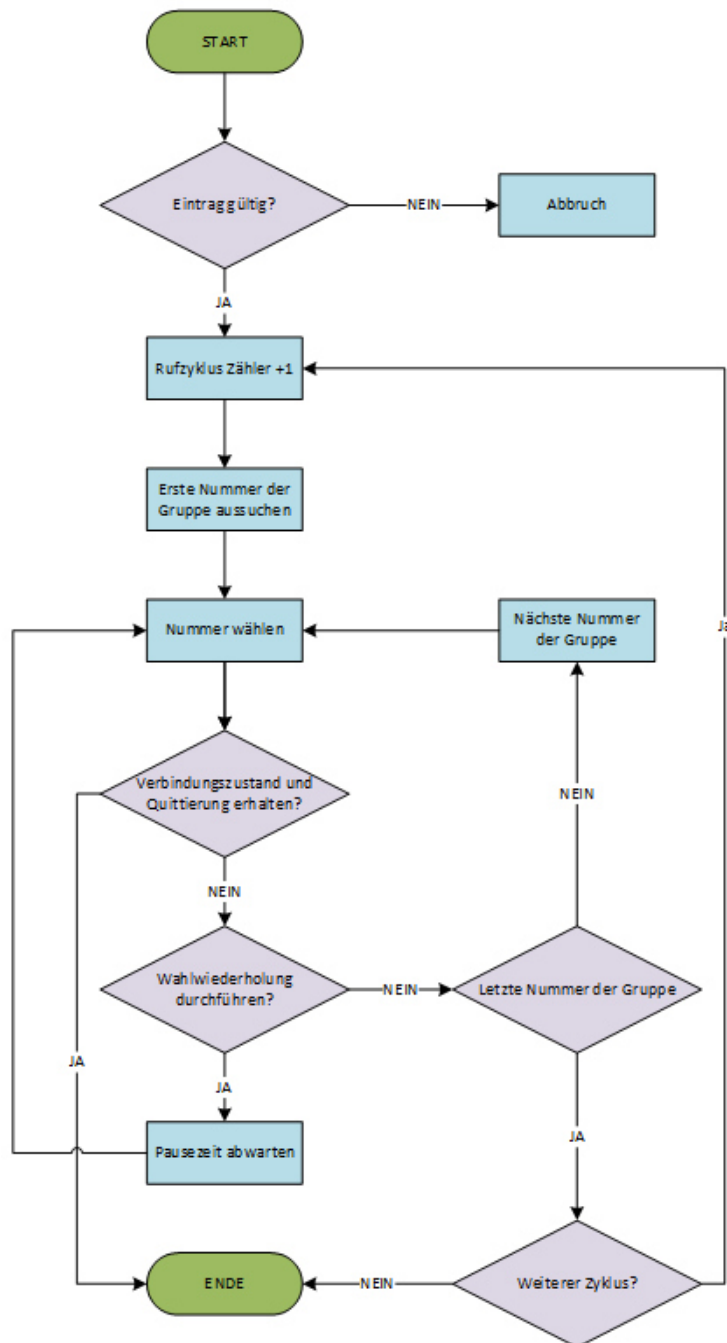 START
Eintrag gültig?
NEIN
Abbruch
JA
Rufzyklus Zähler +1
Erste Nummer der
Gruppe aussuchen
Nummer wählen
Nächste Nummer
der Gruppe
Ja
Verbindungszustand und
Quittierung erhalten?
NEIN
NEIN
Wahlwiederholung
durchführen?
NEIN
Letzte Nummer der Gruppe
JA
JA
JA
Pausezeit abwarten
ENDE
NEIN
Weiterer Zyklus?